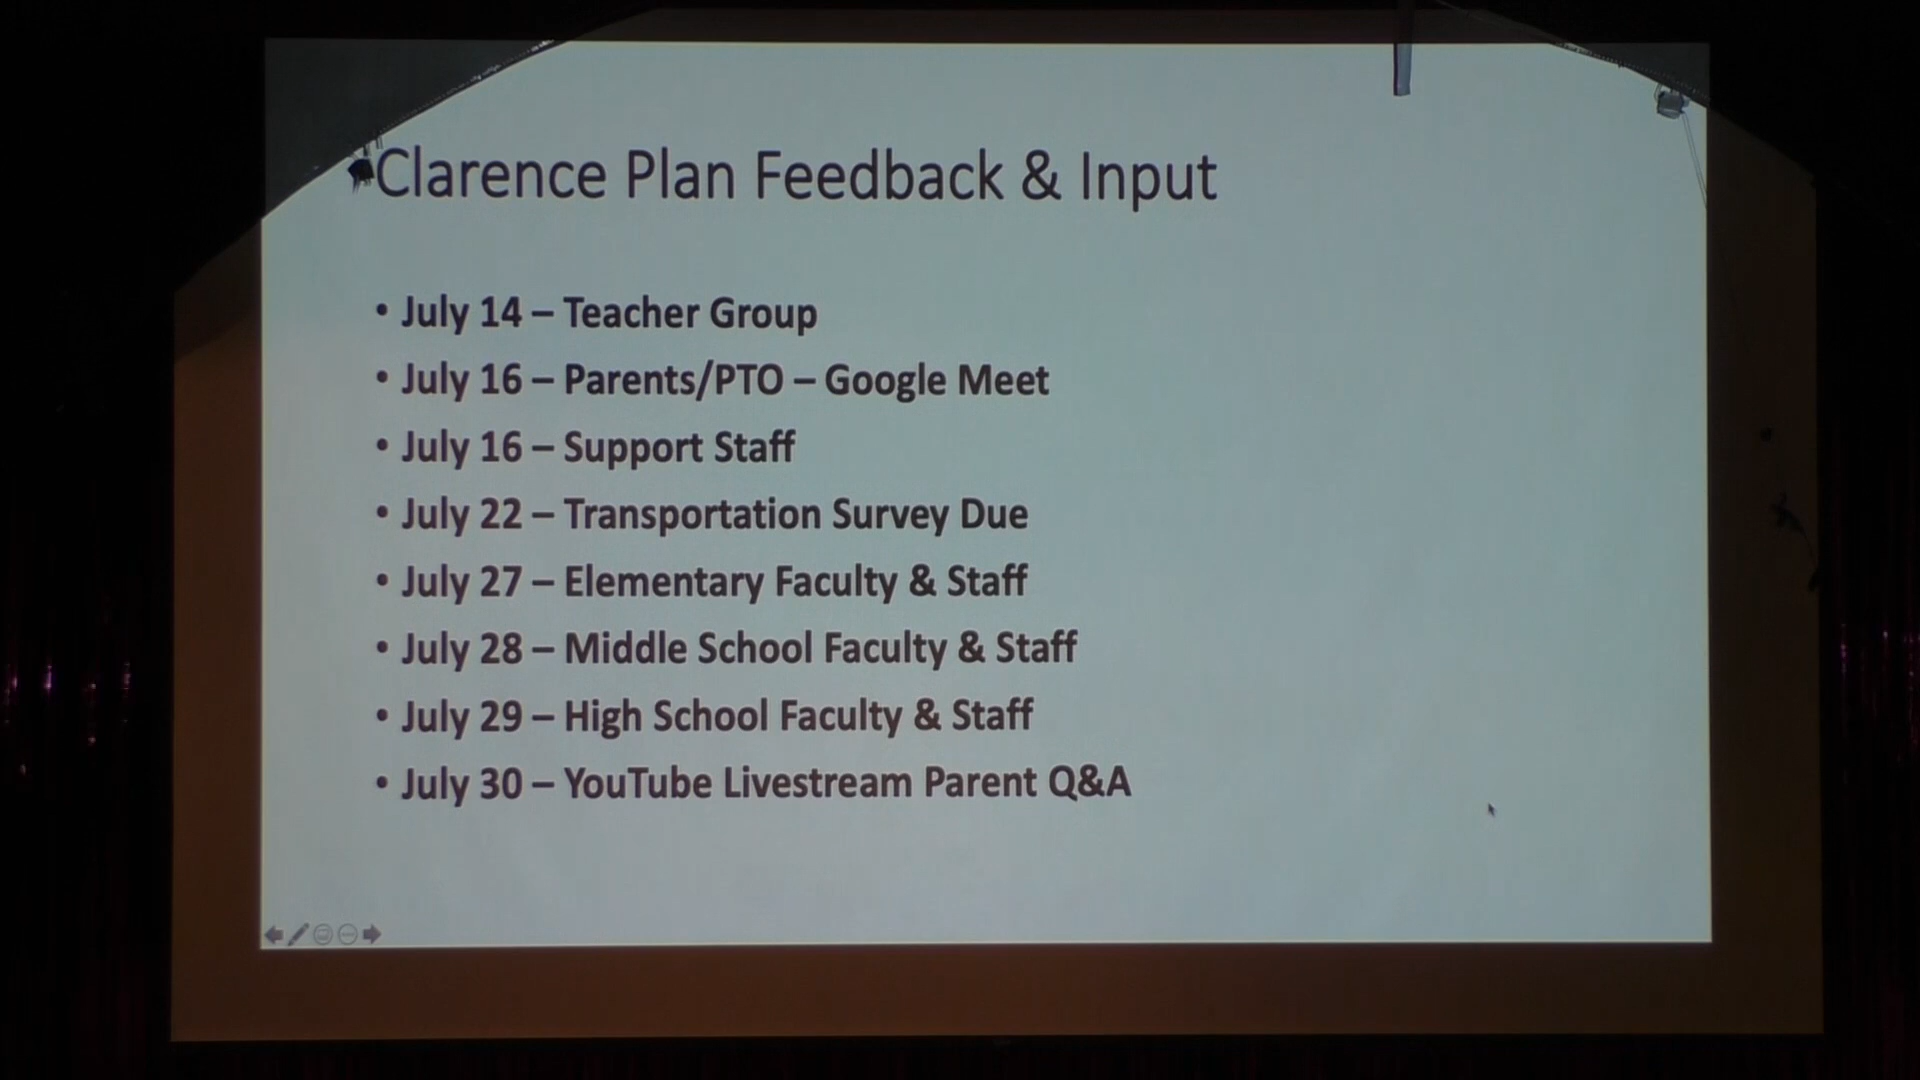 Clarence Plan Feedback & Input
• July 14 – Teacher Group
• July 16 – Parents/PTO – Google Meet
• July 16 – Support Staff
• July 22 – Transportation Survey Due
• July 27 – Elementary Faculty & Staff
• July 28 – Middle School Faculty & Staff
• July 29 – High School Faculty & Staff
• July 30 – YouTube Livestream Parent Q&A